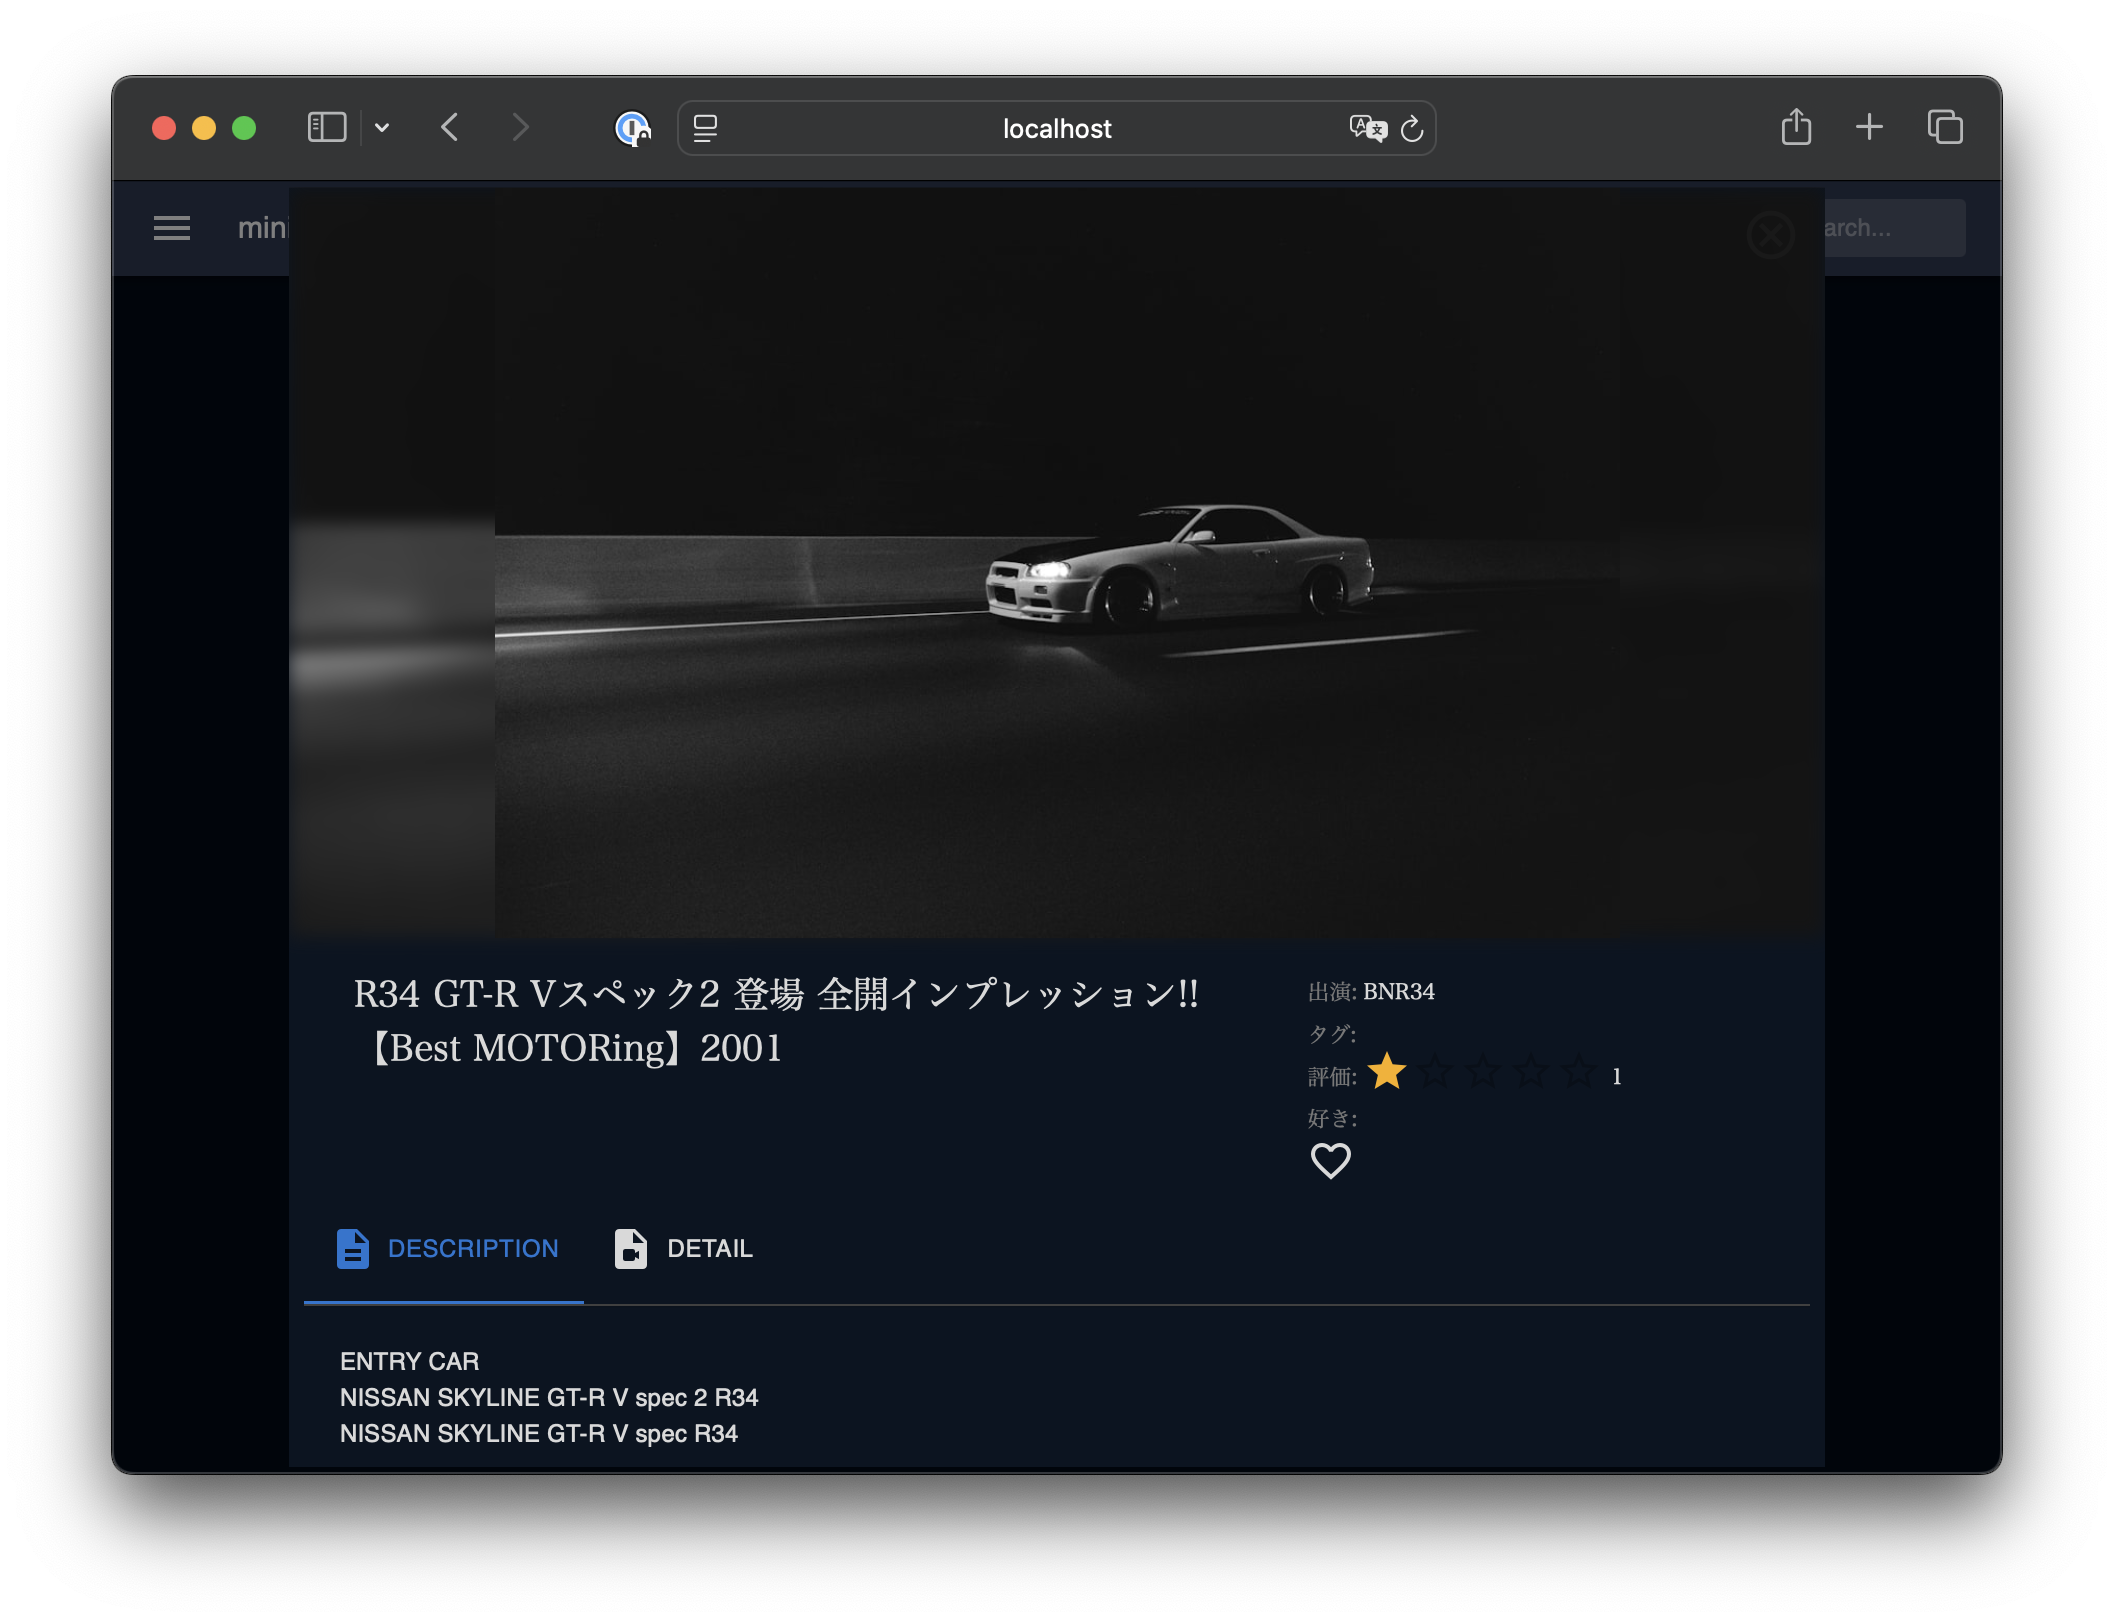 localhost
mini
arch...
R34 GT-R Vスペック2 登場 全開インプレッション!!
【Best MOTORing】2001
出演: BNR34
タグ:
評価: 1
好き:
DESCRIPTION DETAIL
ENTRY CAR
NISSAN SKYLINE GT-R V spec 2 R34
NISSAN SKYLINE GT-R V spec R34